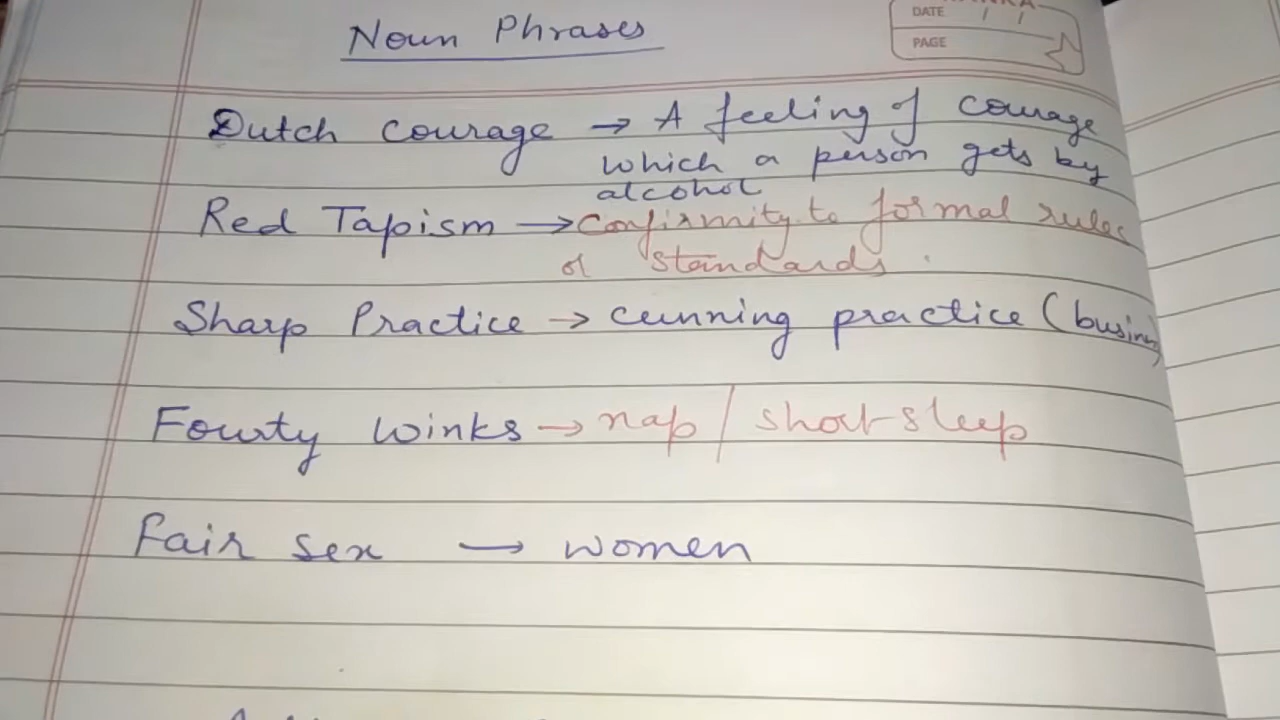 Noun Phrases
DATE / /
PAGE
Dutch courage → A feeling of courage
which a person gets by
alcohol
Red Tapism → Confirmity to formal rules
or standards.
Sharp Practice → cunning practice (busin
Fourty winks → nap / short sleep
Fair sex → women